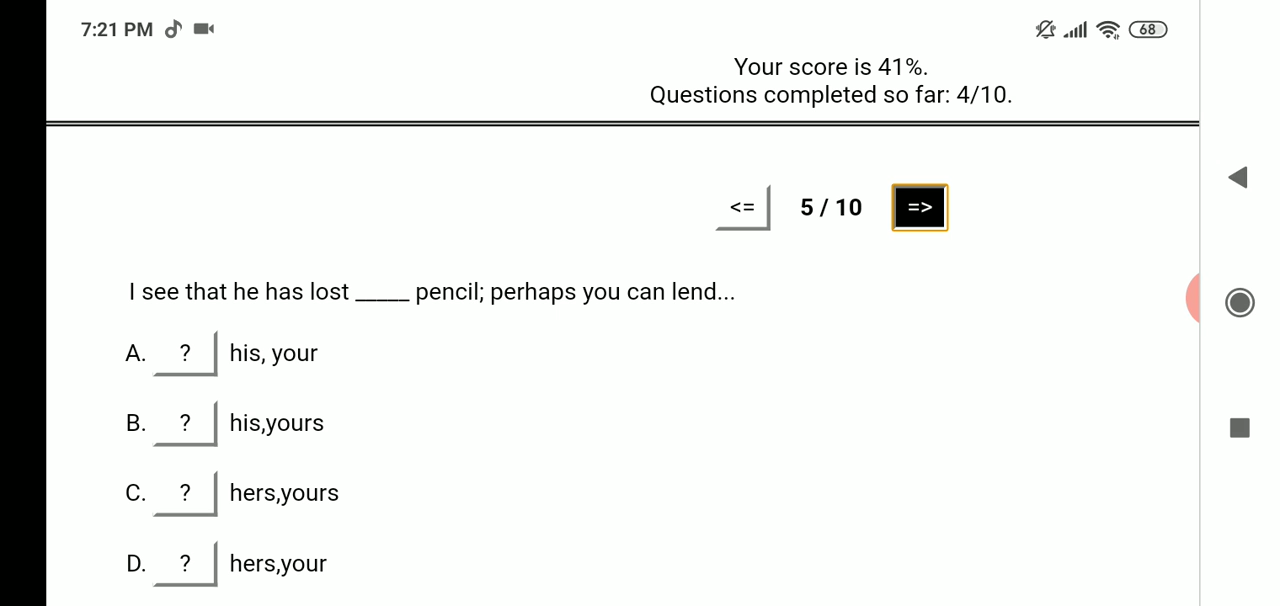 7:21 PM
68
Your score is 41%.
Questions completed so far: 4/10.
<= 5 / 10 =>
I see that he has lost _____ pencil; perhaps you can lend...
A. ? his, your
B. ? his,yours
C. ? hers,yours
D. ? hers,your